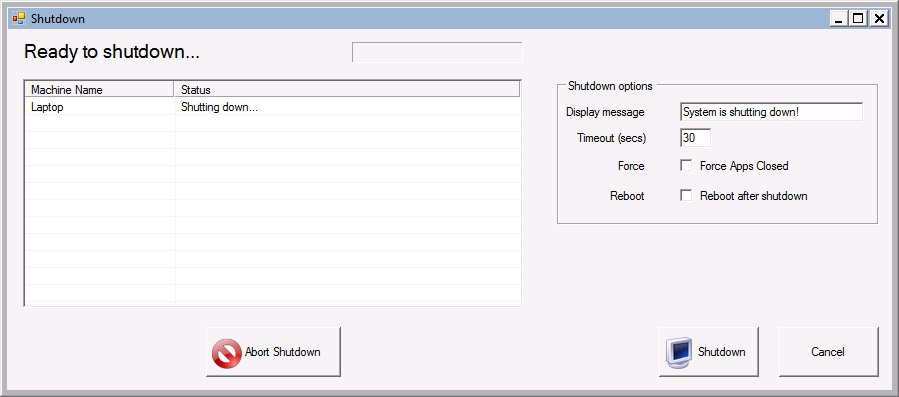 Shutdown
Ready to shutdown...
Machine Name Status
Laptop Shutting down...
Shutdown options
Display message System is shutting down!
Timeout (secs) 30
Force Force Apps Closed
Reboot Reboot after shutdown
Abort Shutdown Shutdown Cancel